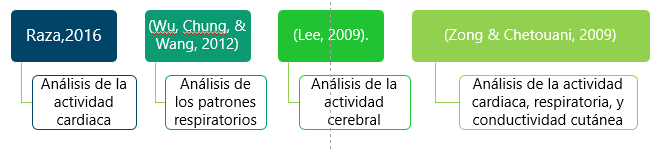 Raza,2016
Análisis de la
actividad
cardiaca
(Wu, Chung, &
Wang, 2012)
Análisis de
los patrones
respiratorios
(Lee, 2009).
Análisis de la
actividad
cerebral
(Zong & Chetouani, 2009)
Análisis de la actividad
cardiaca, respiratoria, y
conductividad cutánea